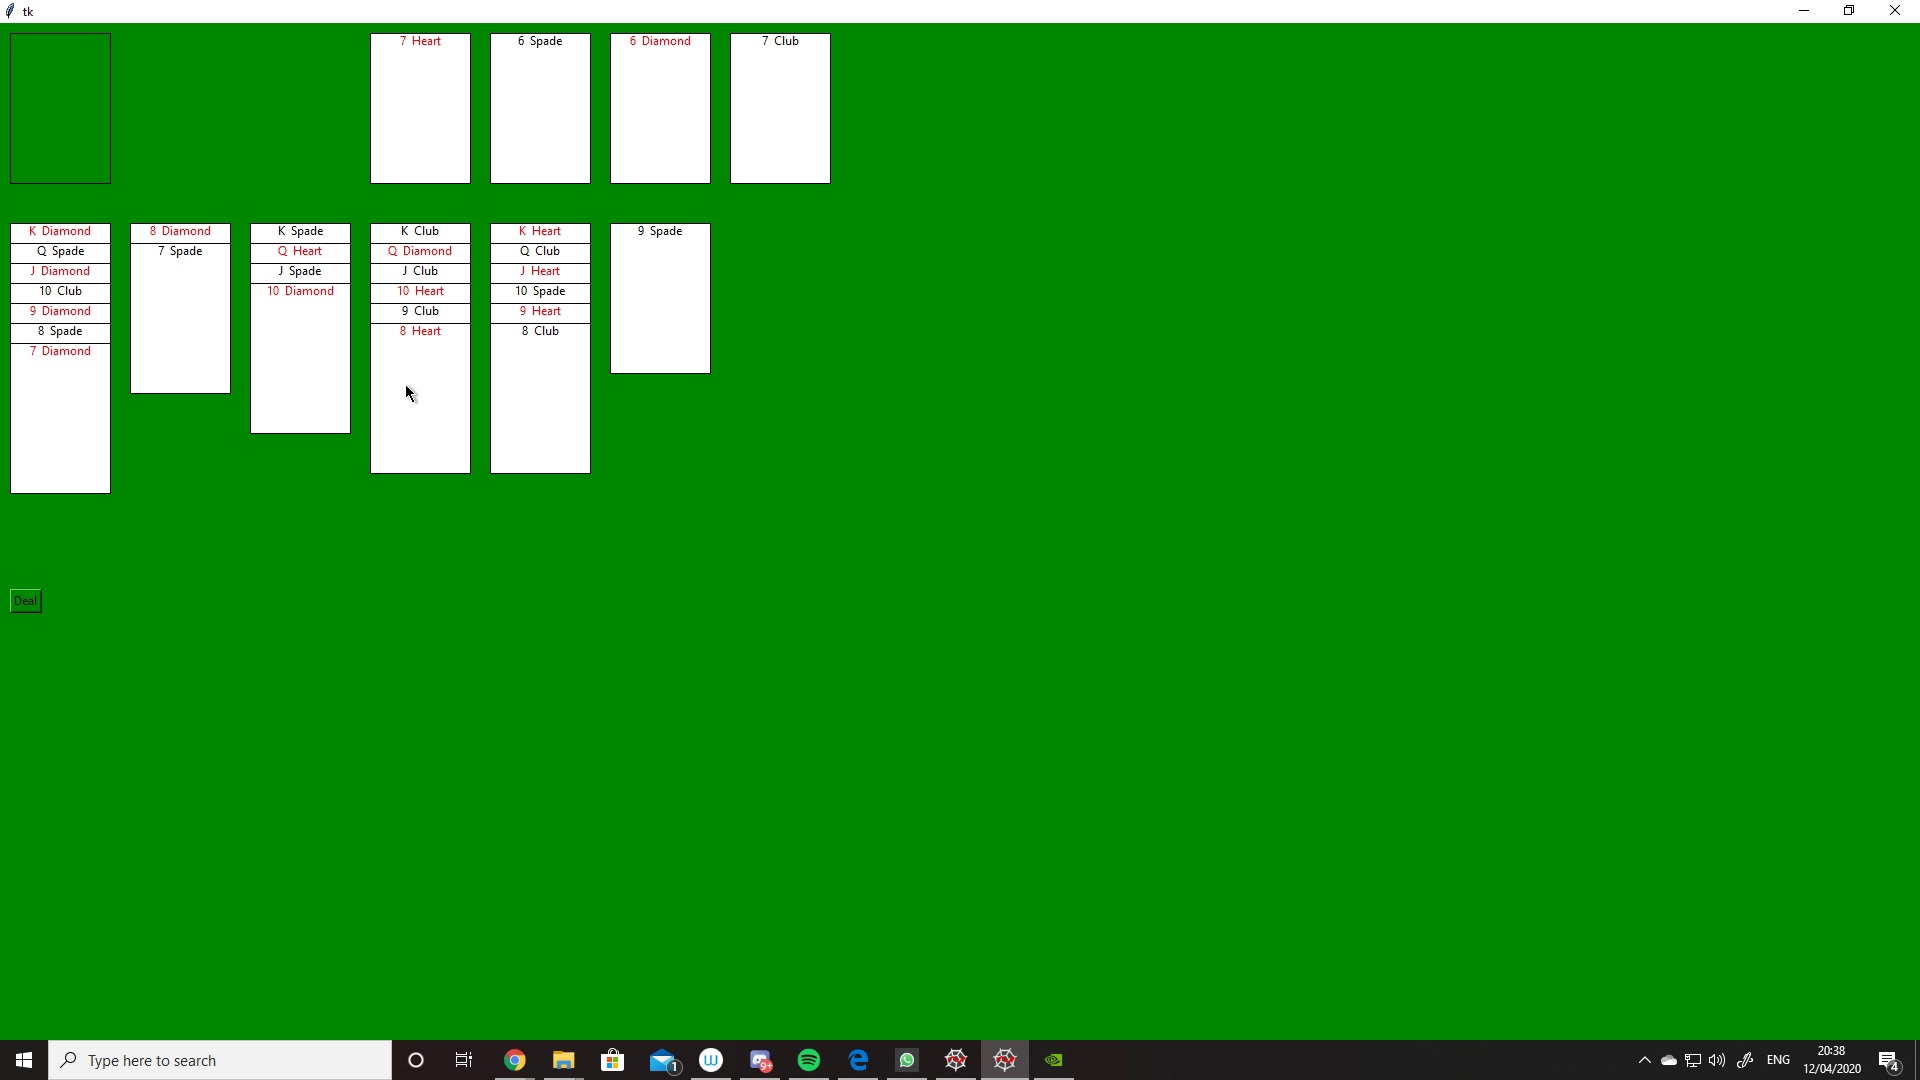 tk
7 Heart
6 Spade
6 Diamond
7 Club
K Diamond
Q Spade
J Diamond
10 Club
9 Diamond
8 Spade
7 Diamond
8 Diamond
7 Spade
K Spade
Q Heart
J Spade
10 Diamond
K Club
Q Diamond
J Club
10 Heart
9 Club
8 Heart
K Heart
Q Club
J Heart
10 Spade
9 Heart
8 Club
9 Spade
Deal
Type here to search
1
W
9+
ENG
20:38
12/04/2020
4